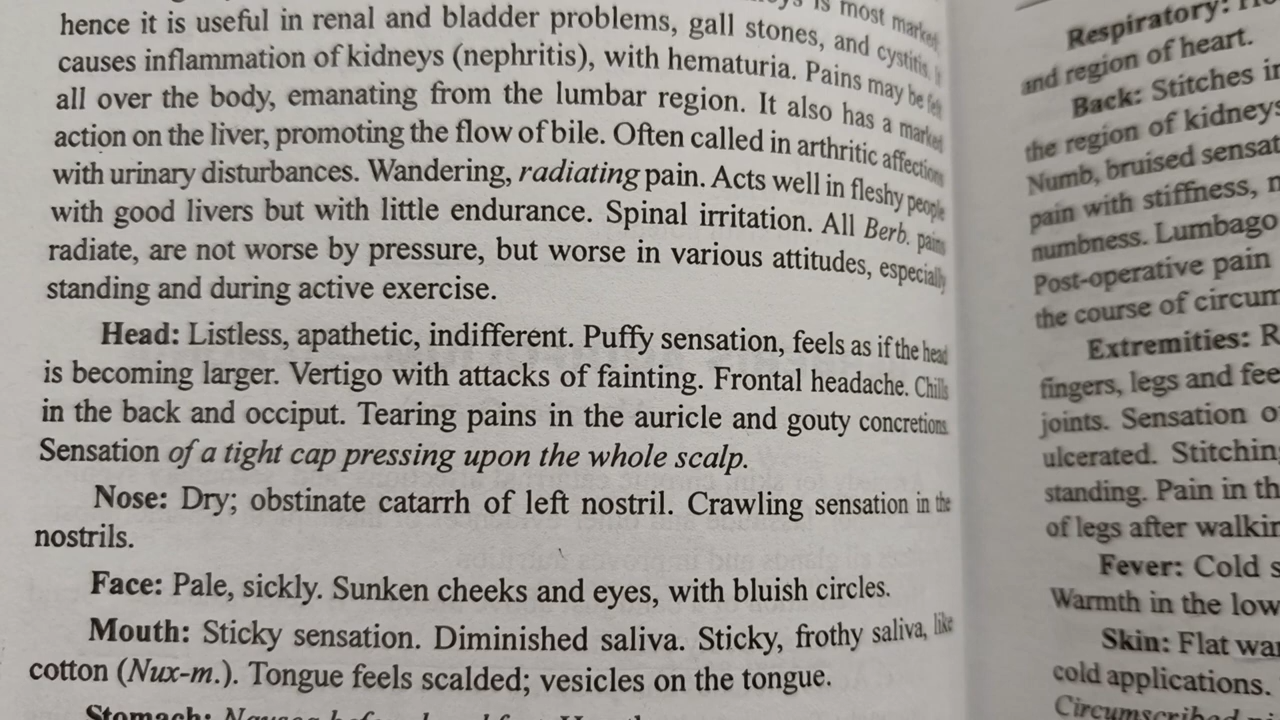 is most marked,
hence it is useful in renal and bladder problems, gall stones, and cystitis. It
causes inflammation of kidneys (nephritis), with hematuria. Pains may be felt
all over the body, emanating from the lumbar region. It also has a marked
action on the liver, promoting the flow of bile. Often called in arthritic affections
with urinary disturbances. Wandering, radiating pain. Acts well in fleshy people
with good livers but with little endurance. Spinal irritation. All Berb. pains
radiate, are not worse by pressure, but worse in various attitudes, especially
standing and during active exercise.
Head: Listless, apathetic, indifferent. Puffy sensation, feels as if the head
is becoming larger. Vertigo with attacks of fainting. Frontal headache. Chills
in the back and occiput. Tearing pains in the auricle and gouty concretions.
Sensation of a tight cap pressing upon the whole scalp.
Nose: Dry; obstinate catarrh of left nostril. Crawling sensation in the
nostrils.
Face: Pale, sickly. Sunken cheeks and eyes, with bluish circles.
Mouth: Sticky sensation. Diminished saliva. Sticky, frothy saliva, like
cotton (Nux-m.). Tongue feels scalded; vesicles on the tongue.
Stomach: Nausea before
Respiratory:
and region of heart.
Back: Stitches in
the region of kidneys
Numb, bruised sensat
pain with stiffness,
numbness. Lumbago
Post-operative pain
the course of circum
Extremities: R
fingers, legs and fee
joints. Sensation o
ulcerated. Stitchin
standing. Pain in th
of legs after walkin
Fever: Cold s
Warmth in the low
Skin: Flat wa
cold applications.
Circumscribed